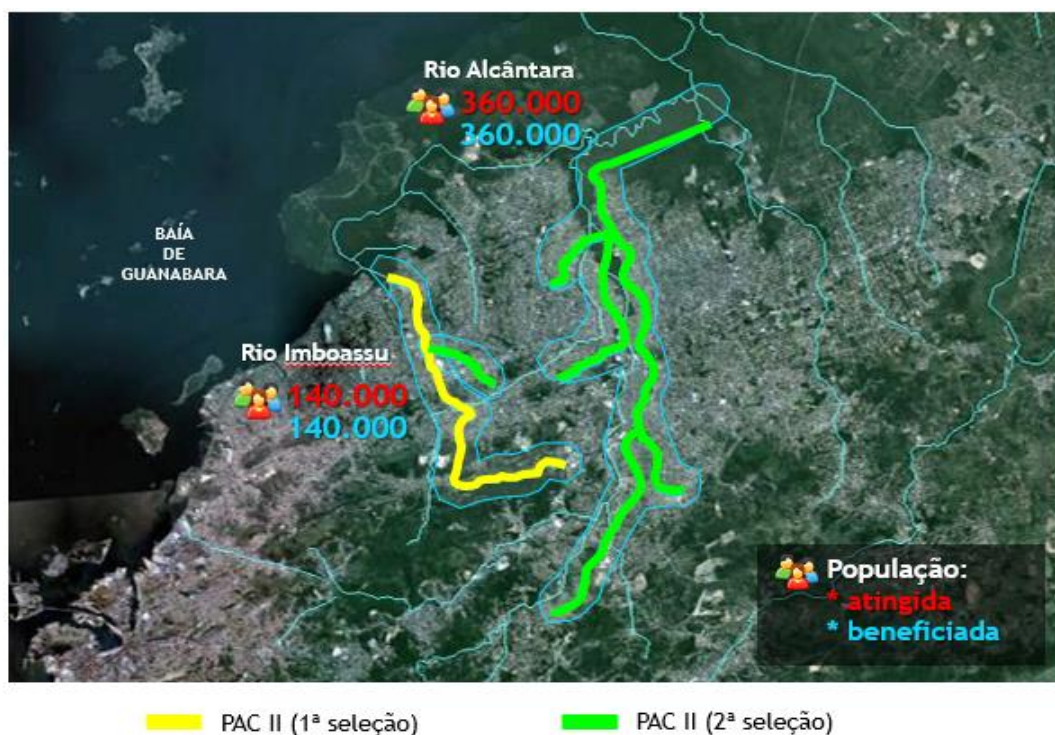 Rio Alcântara
360.000
360.000
BAÍA
DE
GUANABARA
Rio Imboassu
140.000
140.000
População:
* atingida
* beneficiada
PAC II (1ª seleção)
PAC II (2ª seleção)